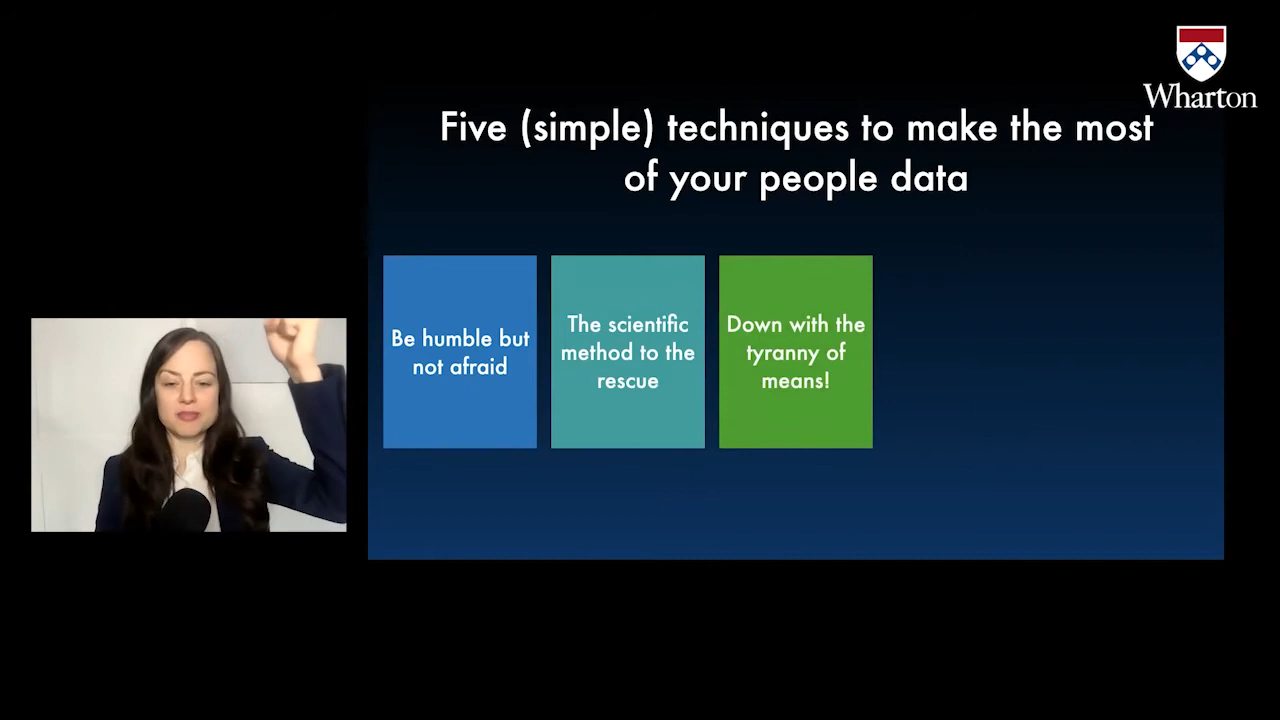 Wharton
Five (simple) techniques to make the most
of your people data
Be humble but
not afraid
The scientific
method to the
rescue
Down with the
tyranny of
means!